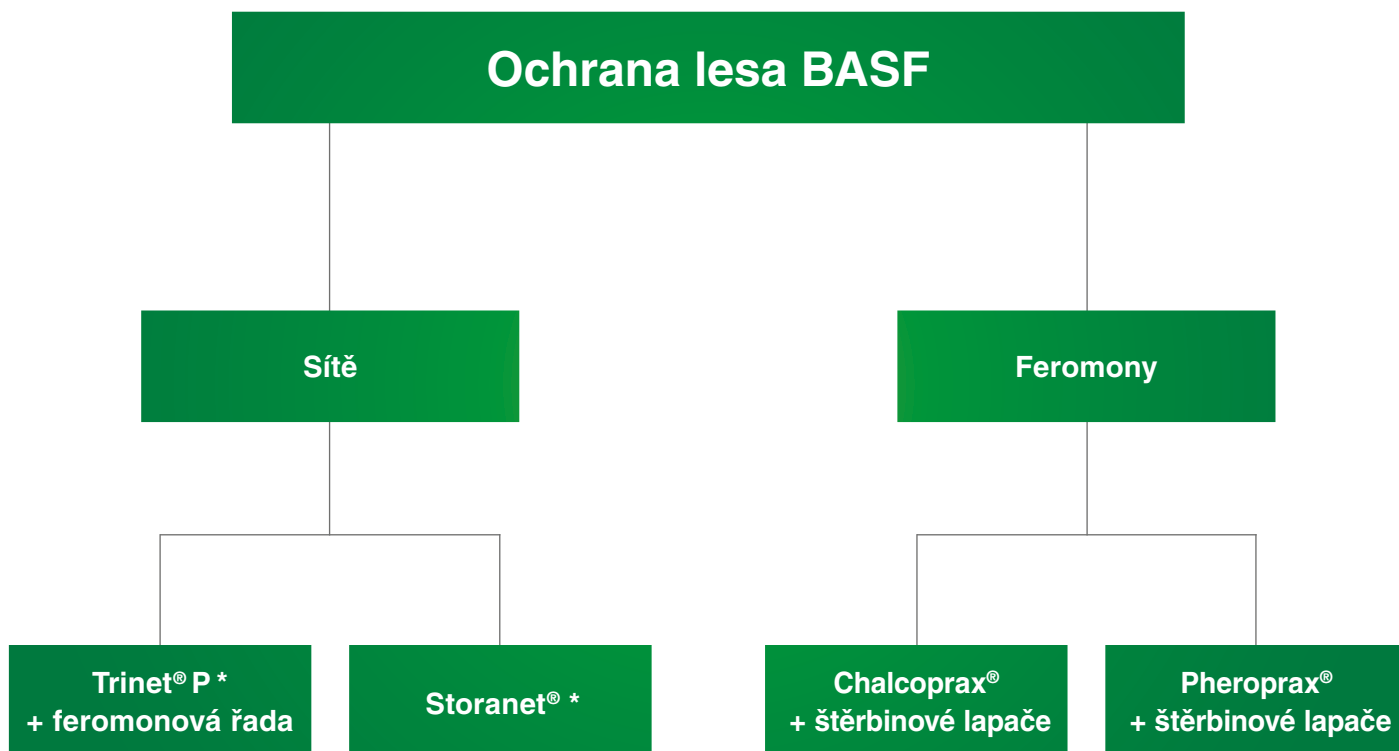 Ochrana lesa BASF
Sítě
Feromony
Trinet® P *
+ feromonová řada
Storanet® *
Chalcoprax®
+ štěrbinové lapače
Pheroprax®
+ štěrbinové lapače